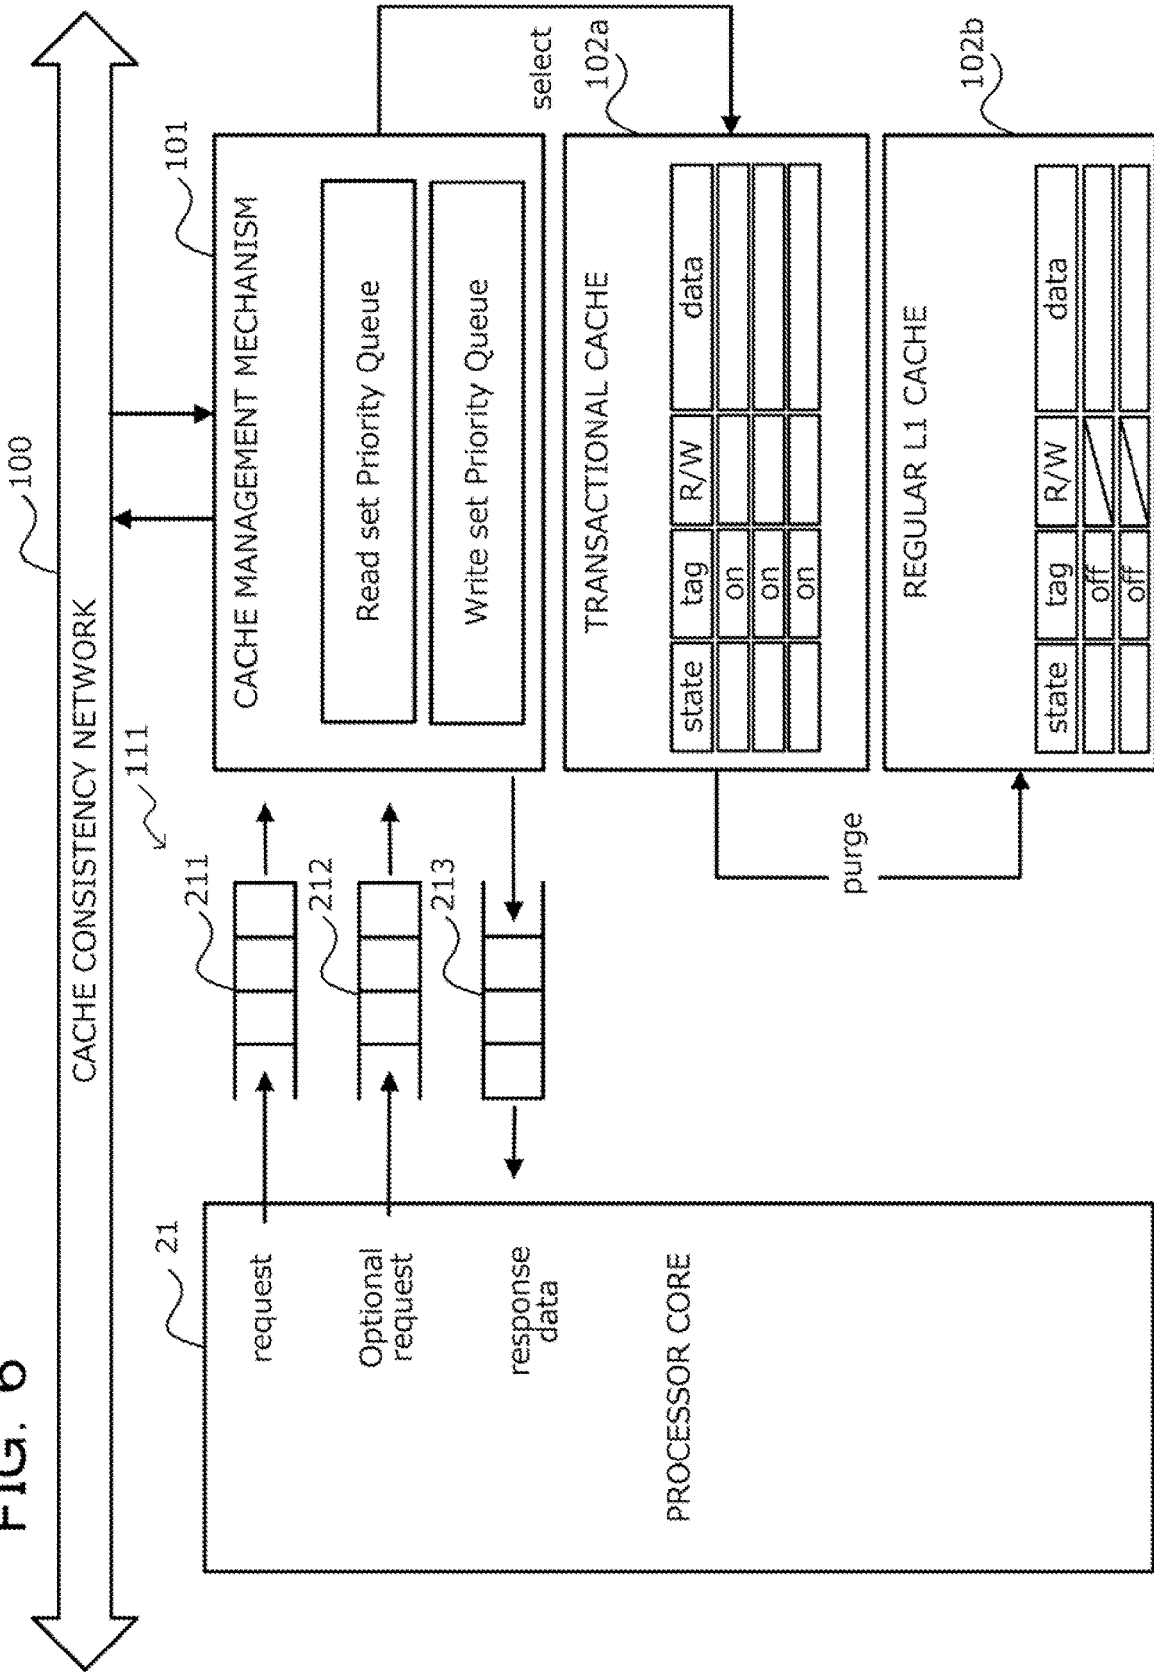 FIG. 6
100
CACHE CONSISTENCY NETWORK
111
21
request
Optional
request
response
data
PROCESSOR CORE
211
212
213
101
CACHE MANAGEMENT MECHANISM
Read set Priority Queue
Write set Priority Queue
select
102a
TRANSACTIONAL CACHE
state tag R/W data
on
on
on
purge
102b
REGULAR L1 CACHE
state tag R/W data
off
off